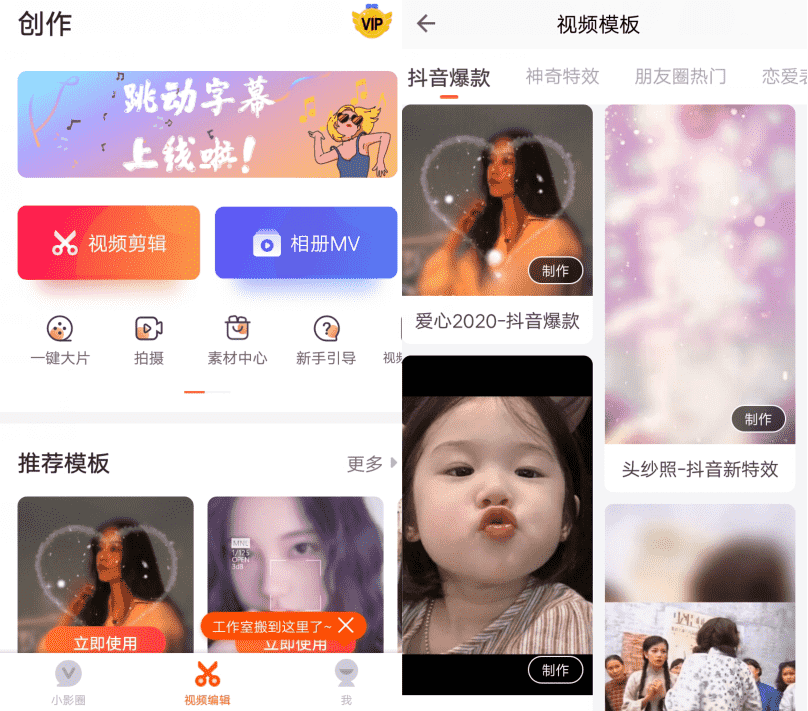 创作
VIP
跳动字幕
上线啦！
视频剪辑
相册MV
一键大片
拍摄
素材中心
新手引导
视频
推荐模板
更多
MNL
1/125
OPEN
3dB
立即使用
工作室搬到这里了~
立即使用
小影圈
视频编辑
我
视频模板
抖音爆款
神奇特效
朋友圈热门
恋爱表
制作
爱心2020-抖音爆款
制作
头纱照-抖音新特效
制作